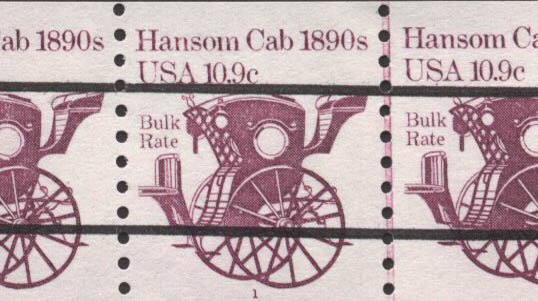 ab 1890s Hansom Cab 1890s Hansom Ca
USA 10.9c USA 10.9c
Bulk Bulk
Rate Rate
1